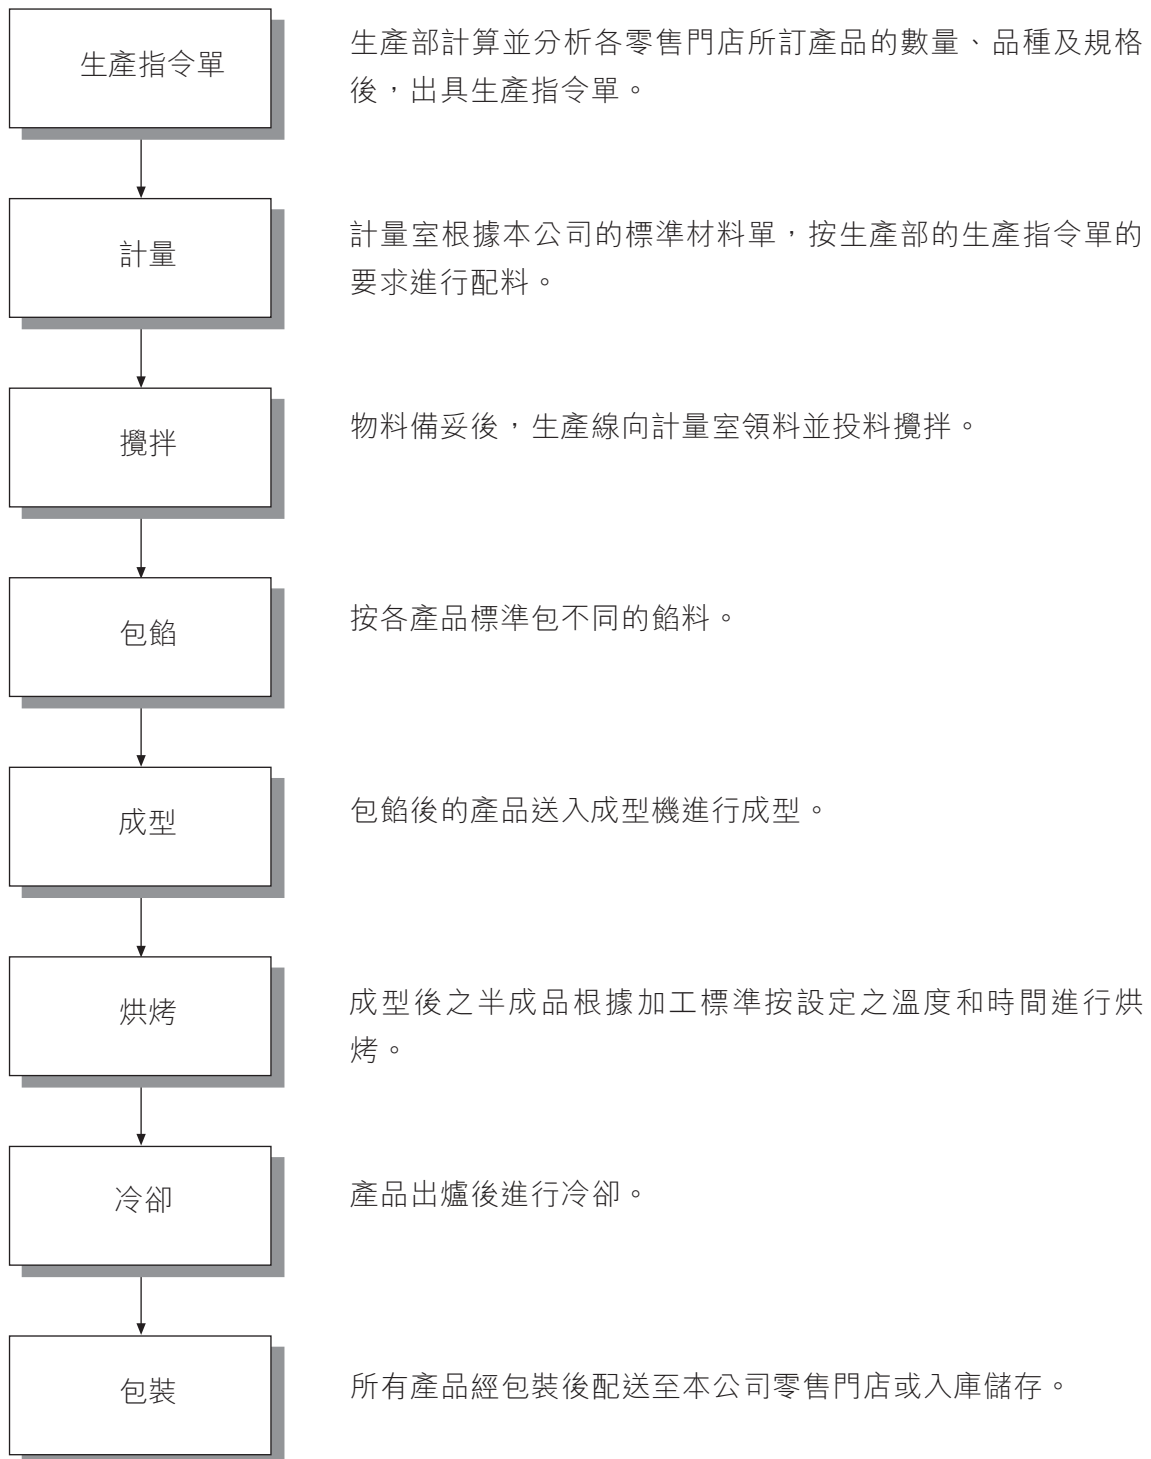 生產指令單
生產部計算並分析各零售門店所訂產品的數量、品種及規格
後，出具生產指令單。
計量
計量室根據本公司的標準材料單，按生產部的生產指令單的
要求進行配料。
攪拌
物料備妥後，生產線向計量室領料並投料攪拌。
包餡
按各產品標準包不同的餡料。
成型
包餡後的產品送入成型機進行成型。
烘烤
成型後之半成品根據加工標準按設定之溫度和時間進行烘
烤。
冷卻
產品出爐後進行冷卻。
包裝
所有產品經包裝後配送至本公司零售門店或入庫儲存。